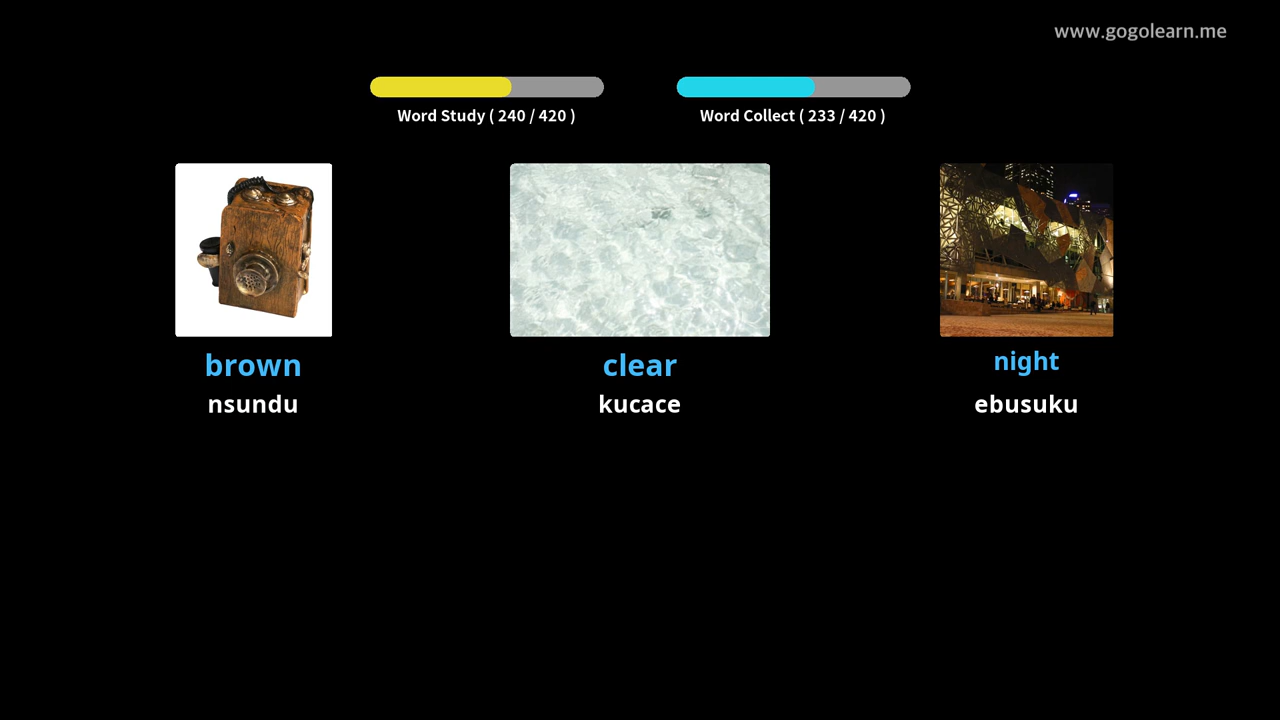 www.gogolearn.me
Word Study ( 240 / 420 )
Word Collect ( 233 / 420 )
brown
clear
night
nsundu
kucace
ebusuku